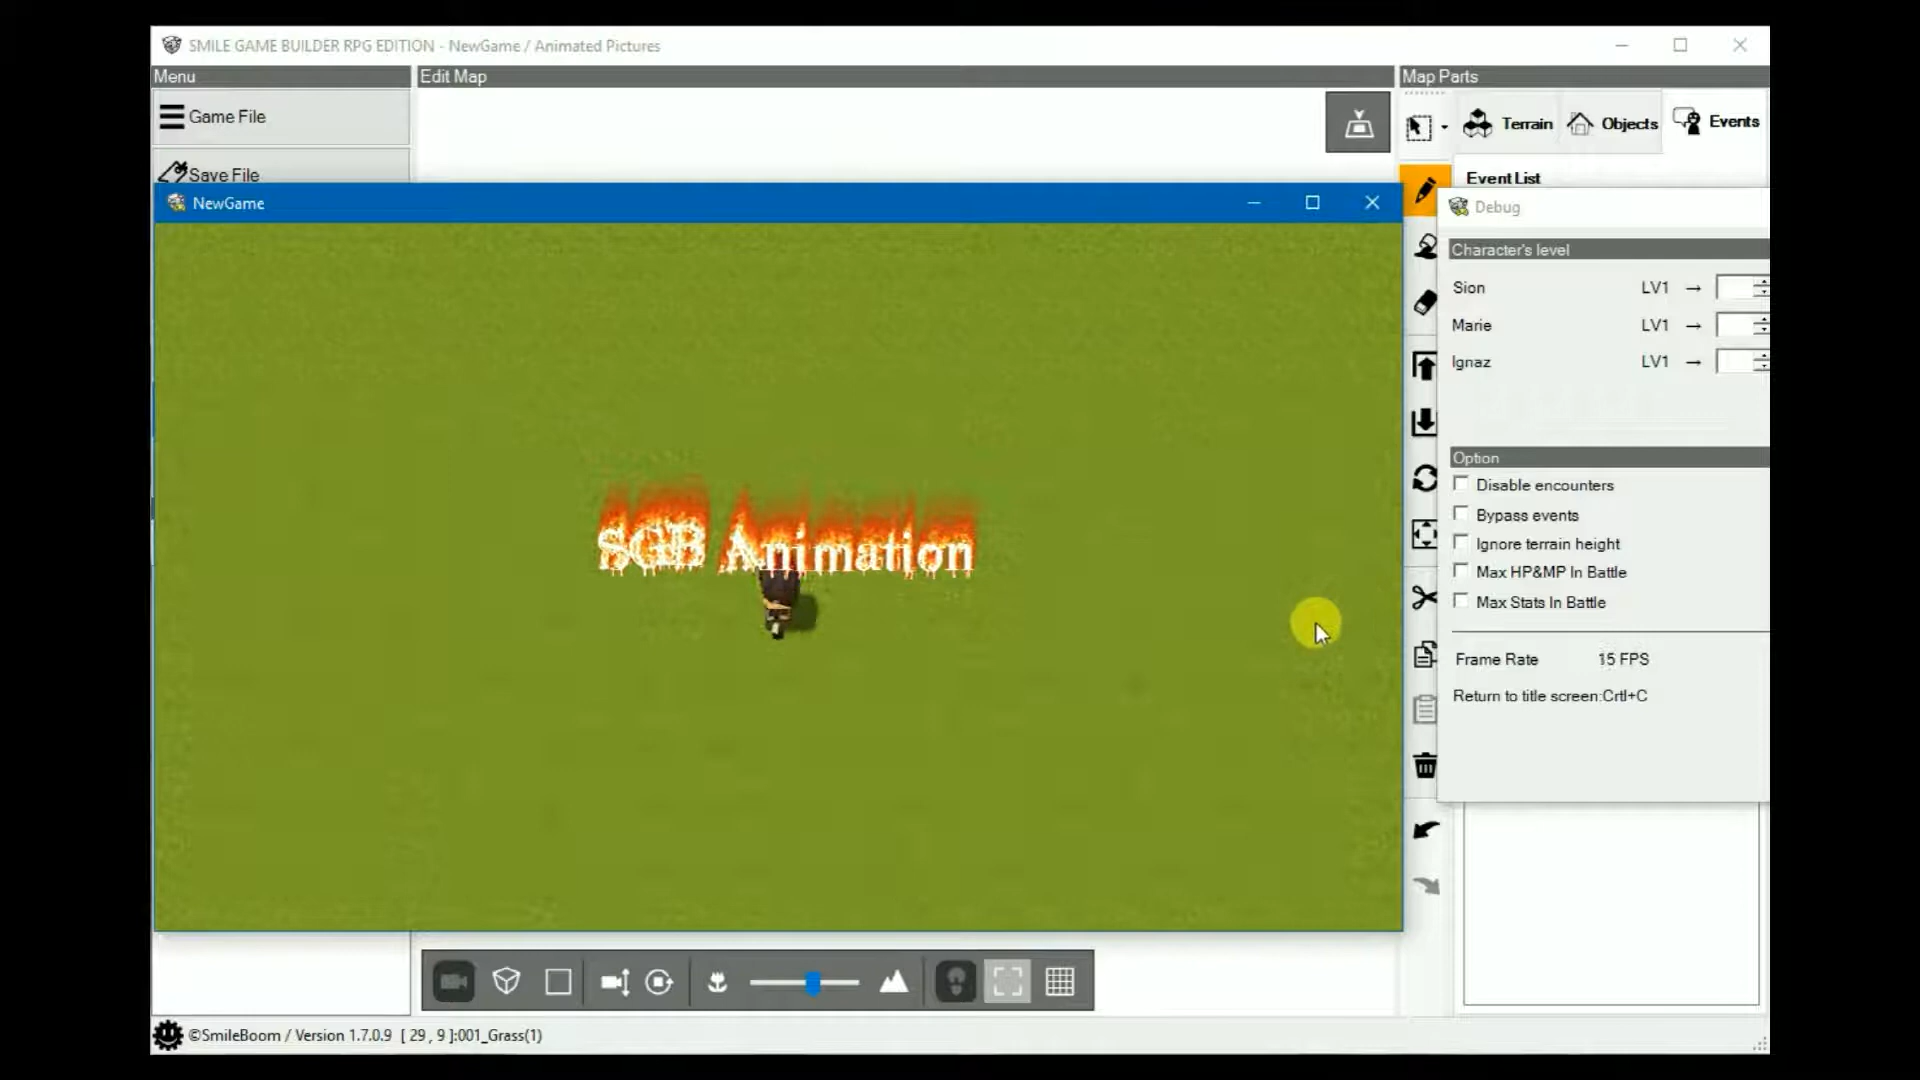 SMILE GAME BUILDER RPG EDITION - NewGame / Animated Pictures
Menu
Edit Map
Map Parts
Game File
Terrain
Objects
Events
Save File
Event List
NewGame
Debug
Character's level
Sion LV1 →
Marie LV1 →
Ignaz LV1 →
Option
Disable encounters
Bypass events
Ignore terrain height
Max HP&MP In Battle
Max Stats In Battle
SGB Animation
Frame Rate 15 FPS
Return to title screen:Crtl+C
©SmileBoom / Version 1.7.0.9 [ 29 , 9 ]:001_Grass(1)